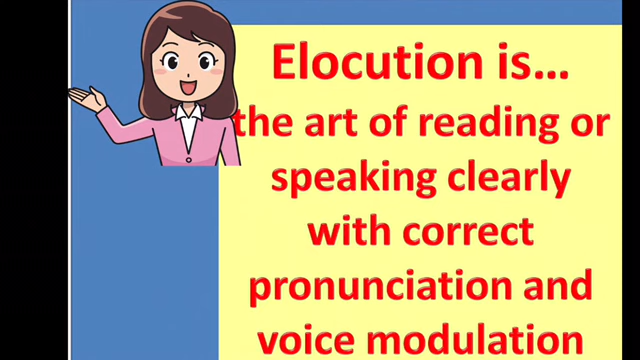 Elocution is...
the art of reading or
speaking clearly
with correct
pronunciation and
voice modulation